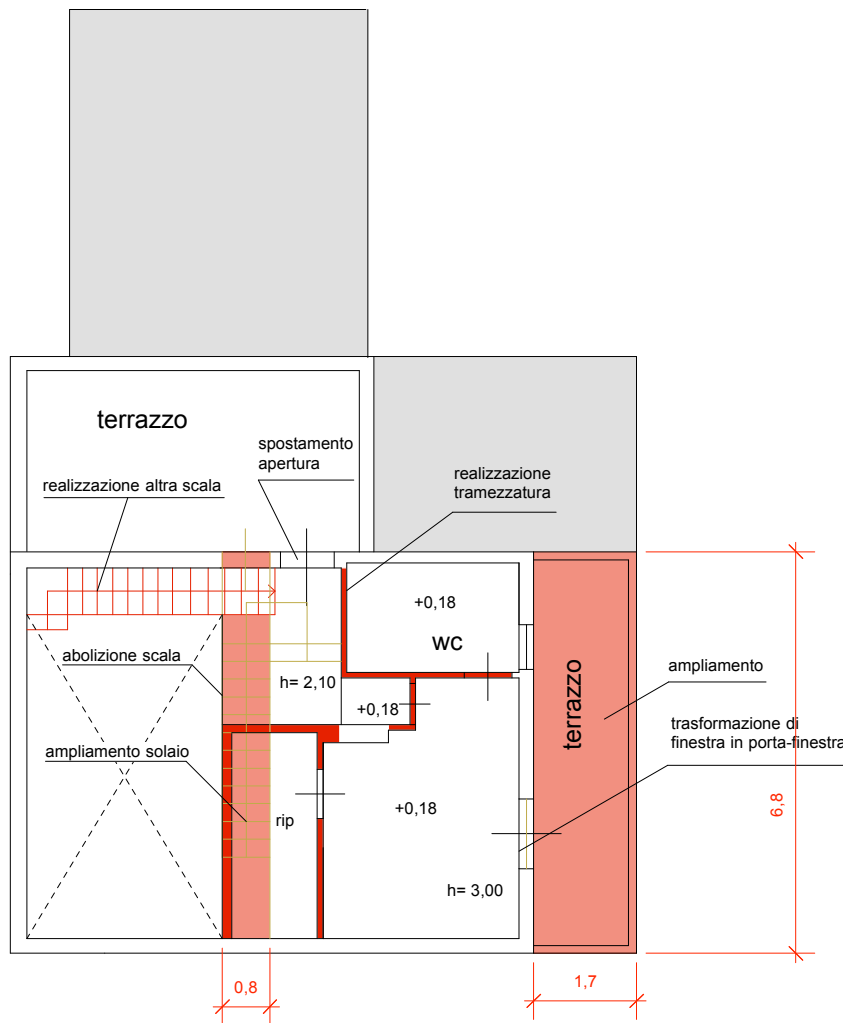 terrazzo
spostamento
apertura
realizzazione
tramezzatura
realizzazione altra scala
+0,18
wc
abolizione scala
h= 2,10
+0,18
terrazzo
ampliamento
trasformazione di
finestra in porta-finestra
ampliamento solaio
+0,18
rip
6,8
h= 3,00
0,8
1,7